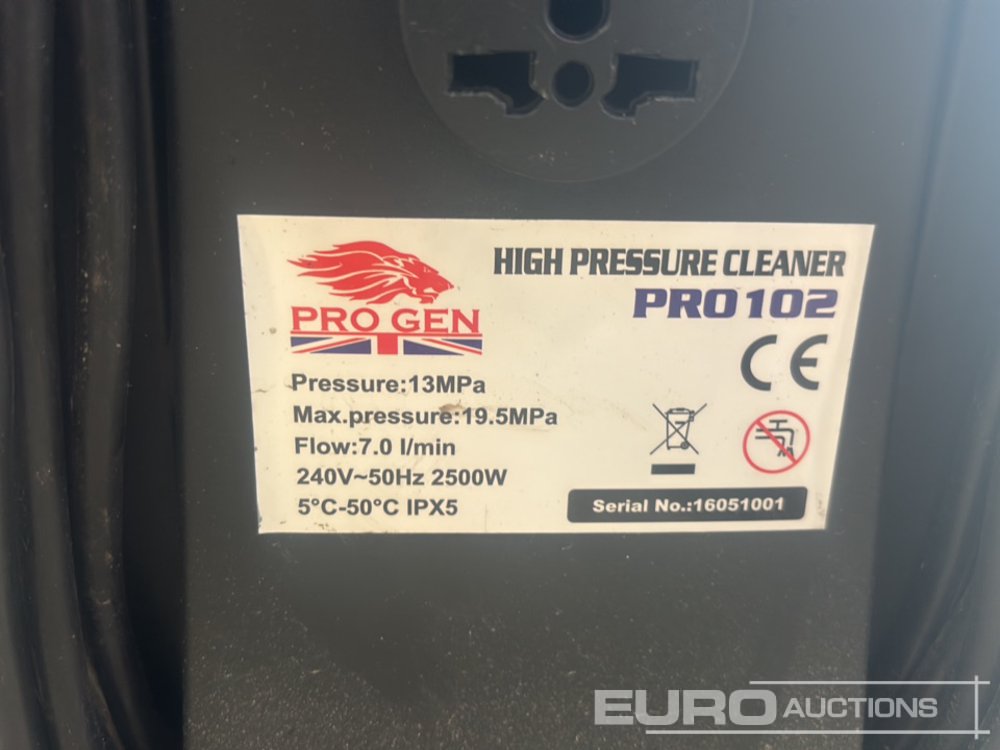 HIGH PRESSURE CLEANER
PRO102
PRO GEN
CE
Pressure:13MPa
Max.pressure:19.5MPa
Flow:7.0 l/min
240V~50Hz 2500W
5°C-50°C IPX5
Serial No.:16051001
EURO AUCTIONS